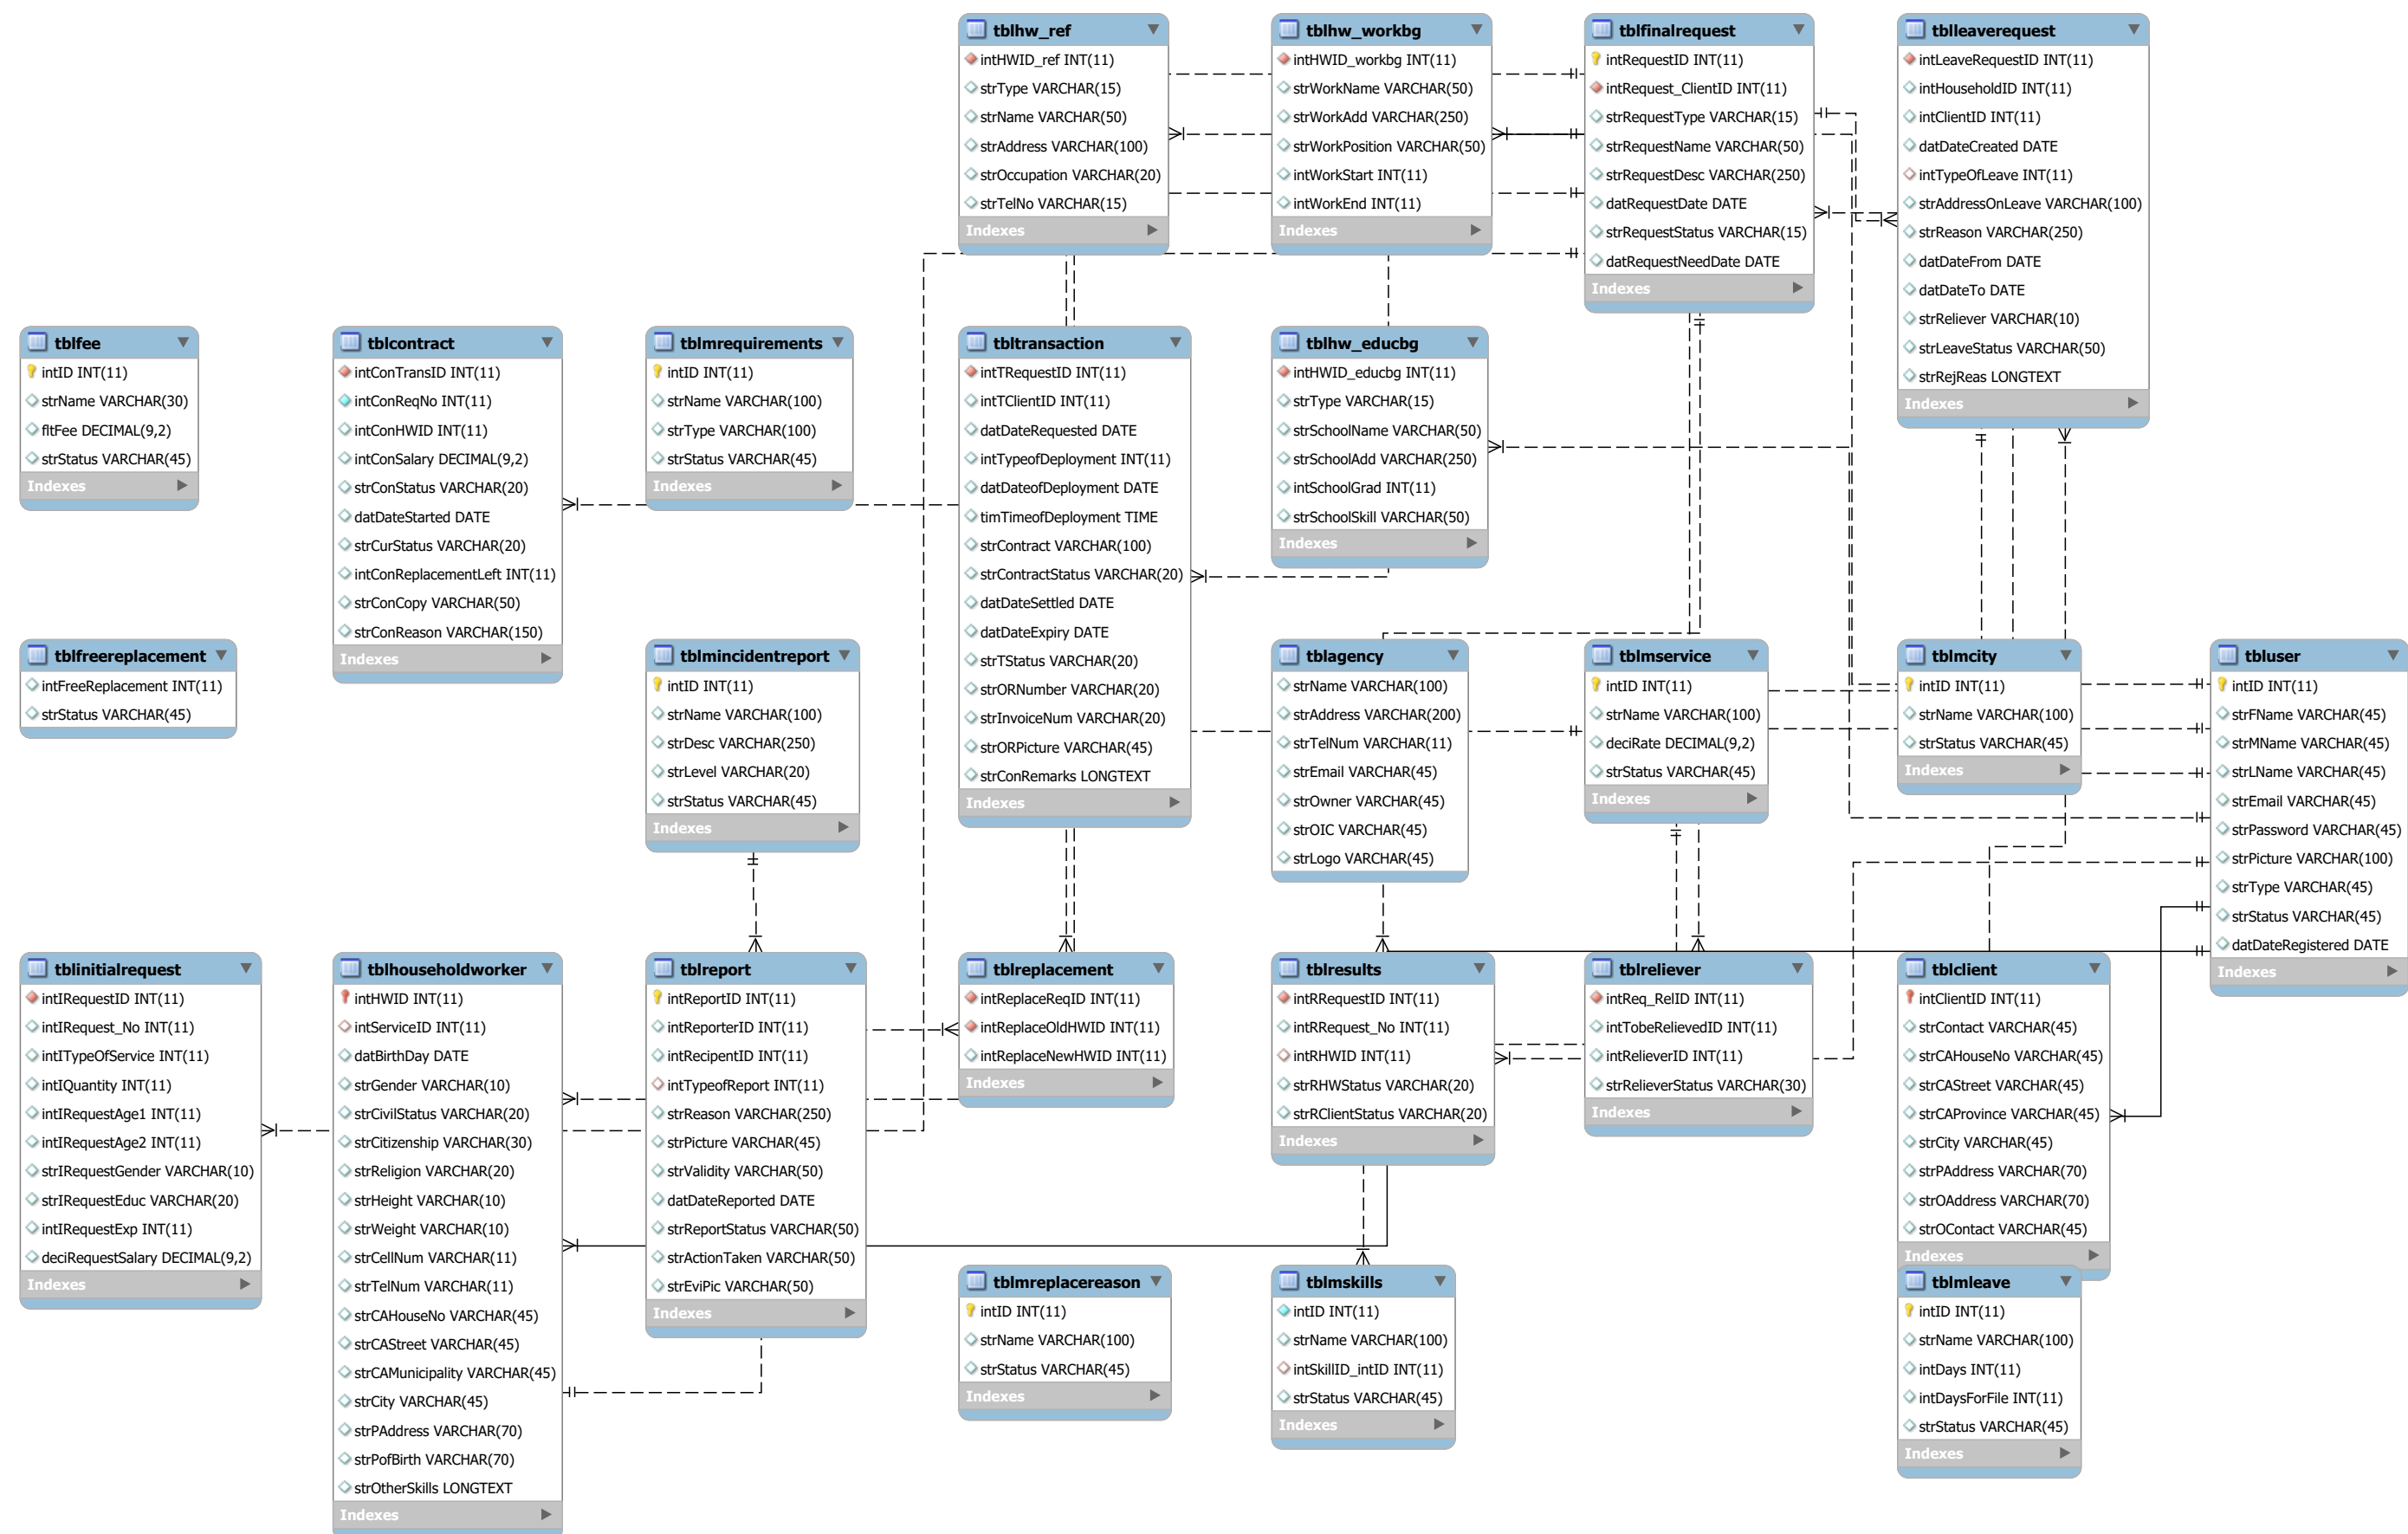 tblhw_ref
intHWID_ref INT(11)
strType VARCHAR(15)
strName VARCHAR(50)
strAddress VARCHAR(100)
strOccupation VARCHAR(20)
strTelNo VARCHAR(15)
Indexes
tblhw_workbg
intHWID_workbg INT(11)
strWorkName VARCHAR(50)
strWorkAdd VARCHAR(250)
strWorkPosition VARCHAR(50)
intWorkStart INT(11)
intWorkEnd INT(11)
Indexes
tblfinalrequest
intRequestID INT(11)
intRequest_ClientID INT(11)
strRequestType VARCHAR(15)
strRequestName VARCHAR(50)
strRequestDesc VARCHAR(250)
datRequestDate DATE
strRequestStatus VARCHAR(15)
datRequestNeedDate DATE
Indexes
tblleaverequest
intLeaveRequestID INT(11)
intHouseholdID INT(11)
intClientID INT(11)
datDateCreated DATE
intTypeOfLeave INT(11)
strAddressOnLeave VARCHAR(100)
strReason VARCHAR(250)
datDateFrom DATE
datDateTo DATE
strReliever VARCHAR(10)
strLeaveStatus VARCHAR(50)
strRejReas LONGTEXT
Indexes
tblfee
intID INT(11)
strName VARCHAR(30)
fltFee DECIMAL(9,2)
strStatus VARCHAR(45)
Indexes
tblcontract
intConTransID INT(11)
intConReqNo INT(11)
intConHWID INT(11)
intConSalary DECIMAL(9,2)
strConStatus VARCHAR(20)
datDateStarted DATE
strCurStatus VARCHAR(20)
intConReplacementLeft INT(11)
strConCopy VARCHAR(50)
strConReason VARCHAR(150)
Indexes
tblmrequirements
intID INT(11)
strName VARCHAR(100)
strType VARCHAR(100)
strStatus VARCHAR(45)
Indexes
tbltransaction
intTRequestID INT(11)
intTClientID INT(11)
datDateRequested DATE
intTypeofDeployment INT(11)
datDateofDeployment DATE
timTimeofDeployment TIME
strContract VARCHAR(100)
strContractStatus VARCHAR(20)
datDateSettled DATE
datDateExpiry DATE
strTStatus VARCHAR(20)
strORNumber VARCHAR(20)
strInvoiceNum VARCHAR(20)
strORPicture VARCHAR(45)
strConRemarks LONGTEXT
Indexes
tblhw_educbg
intHWID_educbg INT(11)
strType VARCHAR(15)
strSchoolName VARCHAR(50)
strSchoolAdd VARCHAR(250)
intSchoolGrad INT(11)
strSchoolSkill VARCHAR(50)
Indexes
tblfreereplacement
intFreeReplacement INT(11)
strStatus VARCHAR(45)
tblmincidentreport
intID INT(11)
strName VARCHAR(100)
strDesc VARCHAR(250)
strLevel VARCHAR(20)
strStatus VARCHAR(45)
Indexes
tblagency
strName VARCHAR(100)
strAddress VARCHAR(200)
strTelNum VARCHAR(11)
strEmail VARCHAR(45)
strOwner VARCHAR(45)
strOIC VARCHAR(45)
strLogo VARCHAR(45)
tblmservice
intID INT(11)
strName VARCHAR(100)
deciRate DECIMAL(9,2)
strStatus VARCHAR(45)
Indexes
tblmcity
intID INT(11)
strName VARCHAR(100)
strStatus VARCHAR(45)
Indexes
tbluser
intID INT(11)
strFName VARCHAR(45)
strMName VARCHAR(45)
strLName VARCHAR(45)
strEmail VARCHAR(45)
strPassword VARCHAR(45)
strPicture VARCHAR(100)
strType VARCHAR(45)
strStatus VARCHAR(45)
datDateRegistered DATE
Indexes
tblinitialrequest
intIRequestID INT(11)
intIRequest_No INT(11)
intITypeOfService INT(11)
intIQuantity INT(11)
intIRequestAge1 INT(11)
intIRequestAge2 INT(11)
strIRequestGender VARCHAR(10)
strIRequestEduc VARCHAR(20)
intIRequestExp INT(11)
deciRequestSalary DECIMAL(9,2)
Indexes
tblhouseholdworker
intHWID INT(11)
intServiceID INT(11)
datBirthDay DATE
strGender VARCHAR(10)
strCivilStatus VARCHAR(20)
strCitizenship VARCHAR(30)
strReligion VARCHAR(20)
strHeight VARCHAR(10)
strWeight VARCHAR(10)
strCellNum VARCHAR(11)
strTelNum VARCHAR(11)
strCAHouseNo VARCHAR(45)
strCAStreet VARCHAR(45)
strCAMunicipality VARCHAR(45)
strCity VARCHAR(45)
strPAddress VARCHAR(70)
strPofBirth VARCHAR(70)
strOtherSkills LONGTEXT
Indexes
tblreport
intReportID INT(11)
intReporterID INT(11)
intRecipentID INT(11)
intTypeofReport INT(11)
strReason VARCHAR(250)
strPicture VARCHAR(45)
strValidity VARCHAR(50)
datDateReported DATE
strReportStatus VARCHAR(50)
strActionTaken VARCHAR(50)
strEviPic VARCHAR(50)
Indexes
tblreplacement
intReplaceReqID INT(11)
intReplaceOldHWID INT(11)
intReplaceNewHWID INT(11)
Indexes
tblresults
intRRequestID INT(11)
intRRequest_No INT(11)
intRHWID INT(11)
strRHWStatus VARCHAR(20)
strRClientStatus VARCHAR(20)
Indexes
tblreliever
intReq_RelID INT(11)
intTobeRelievedID INT(11)
intRelieverID INT(11)
strRelieverStatus VARCHAR(30)
Indexes
tblclient
intClientID INT(11)
strContact VARCHAR(45)
strCAHouseNo VARCHAR(45)
strCAStreet VARCHAR(45)
strCAProvince VARCHAR(45)
strCity VARCHAR(45)
strPAddress VARCHAR(70)
strOAddress VARCHAR(70)
strOContact VARCHAR(45)
Indexes
tblmreplacereason
intID INT(11)
strName VARCHAR(100)
strStatus VARCHAR(45)
Indexes
tblmskills
intID INT(11)
strName VARCHAR(100)
intSkillID_intID INT(11)
strStatus VARCHAR(45)
Indexes
tblmleave
intID INT(11)
strName VARCHAR(100)
intDays INT(11)
intDaysForFile INT(11)
strStatus VARCHAR(45)
Indexes